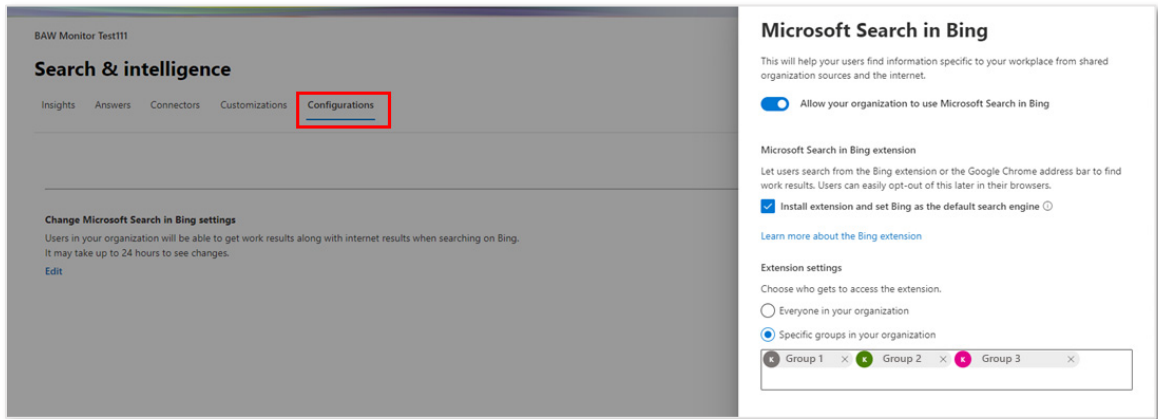 BAW Monitor Test111
Search & intelligence
Insights Answers Connectors Customizations Configurations
Change Microsoft Search in Bing settings
Users in your organization will be able to get work results along with internet results when searching on Bing.
It may take up to 24 hours to see changes.
Edit
Microsoft Search in Bing
This will help your users find information specific to your workplace from shared
organization sources and the internet.
Allow your organization to use Microsoft Search in Bing
Microsoft Search in Bing extension
Let users search from the Bing extension or the Google Chrome address bar to find
work results. Users can easily opt-out of this later in their browsers.
Install extension and set Bing as the default search engine
Learn more about the Bing extension
Extension settings
Choose who gets to access the extension.
Everyone in your organization
Specific groups in your organization
K Group 1 K Group 2 K Group 3